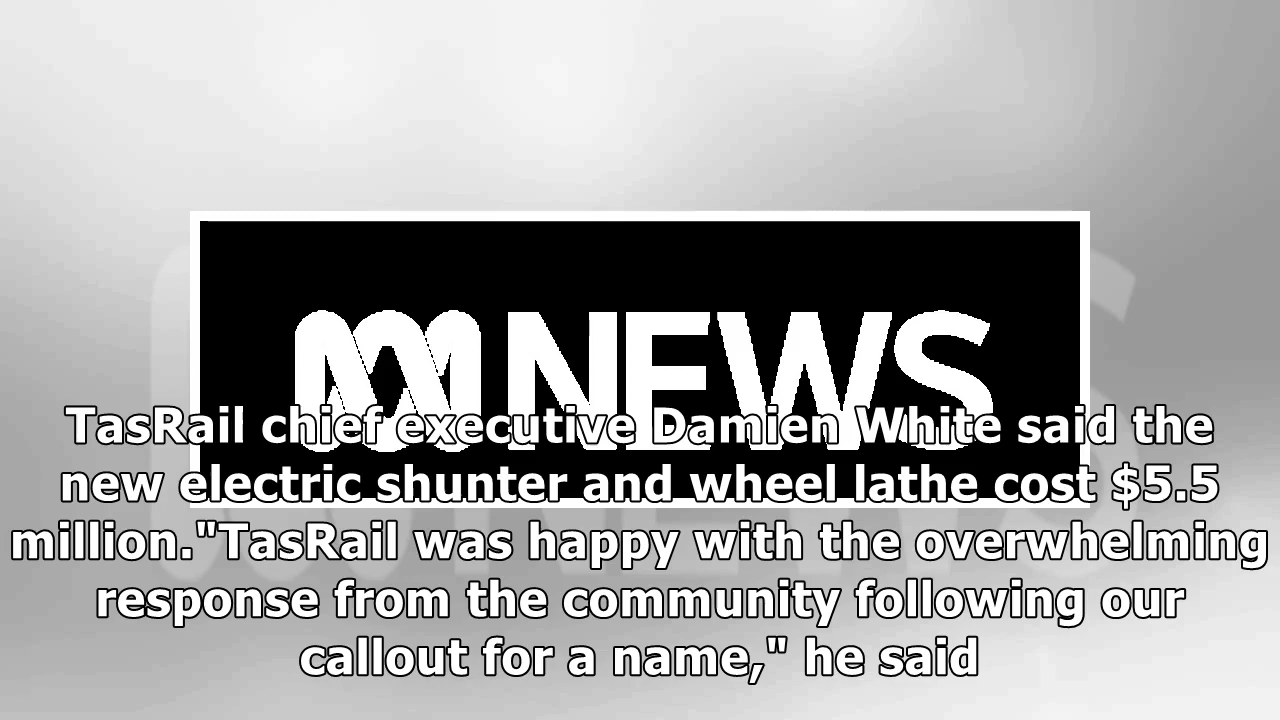 NEWS
TasRail chief executive Damien White said the
new electric shunter and wheel lathe cost $5.5
million."TasRail was happy with the overwhelming
response from the community following our
callout for a name," he said